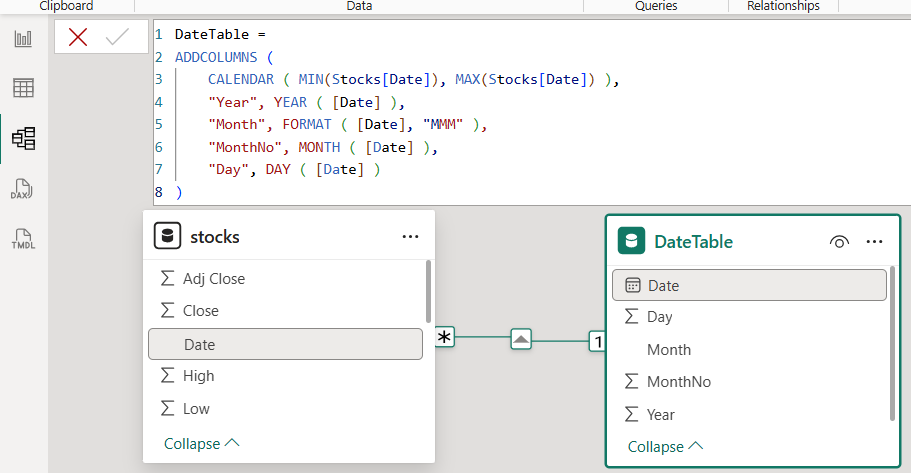 Clipboard Data Queries Relationships
1 DateTable =
2 ADDCOLUMNS (
3 CALENDAR ( MIN(Stocks[Date]), MAX(Stocks[Date]) ),
4 "Year", YEAR ( [Date] ),
5 "Month", FORMAT ( [Date], "MMM" ),
6 "MonthNo", MONTH ( [Date] ),
7 "Day", DAY ( [Date] )
8 )
DAX
TMDL
stocks
Σ Adj Close
Σ Close
Date
Σ High
Σ Low
Collapse
* 1
DateTable
Date
Σ Day
Month
Σ MonthNo
Σ Year
Collapse